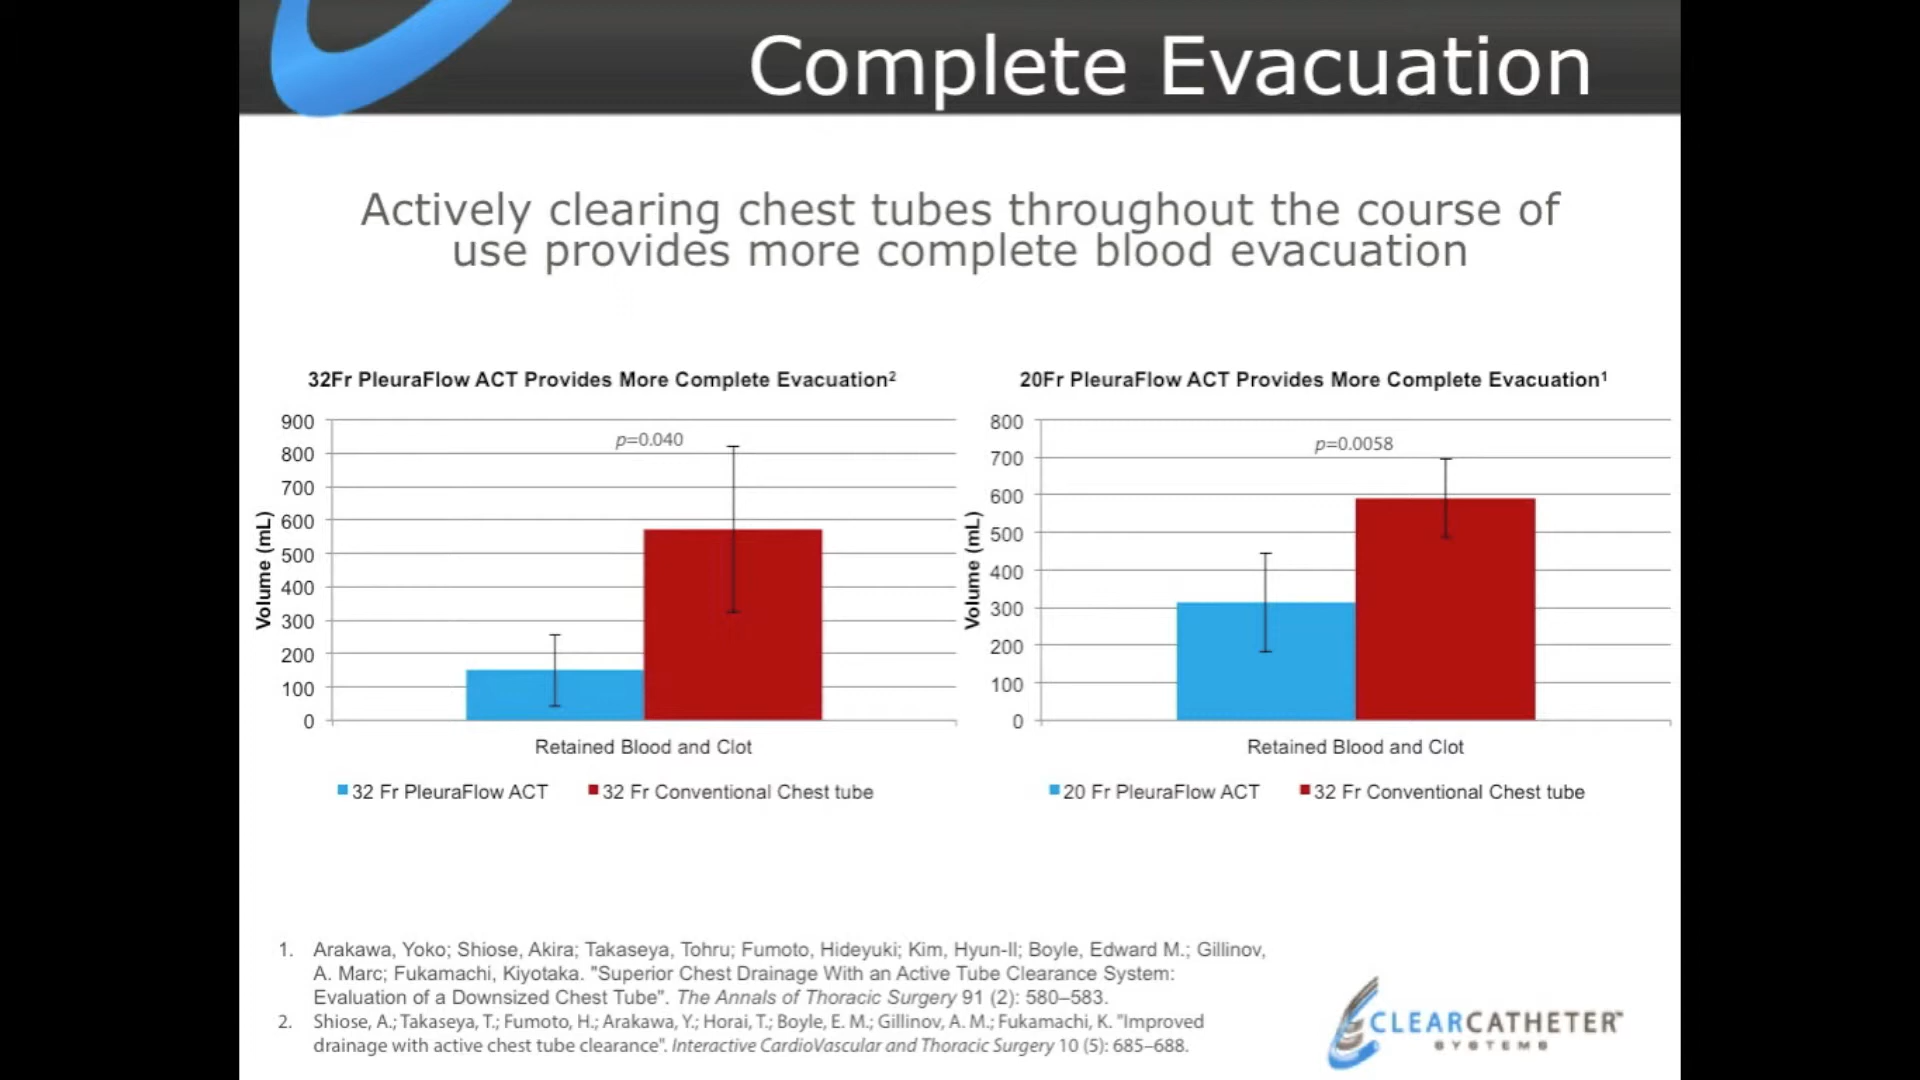 Complete Evacuation
Actively clearing chest tubes throughout the course of
use provides more complete blood evacuation
32Fr PleuraFlow ACT Provides More Complete Evacuation²
900
800
700
600
500
400
300
200
100
0
Volume (mL)
p=0.040
Retained Blood and Clot
32 Fr PleuraFlow ACT
32 Fr Conventional Chest tube
20Fr PleuraFlow ACT Provides More Complete Evacuation¹
800
700
600
500
400
300
200
100
0
Volume (mL)
p=0.0058
Retained Blood and Clot
20 Fr PleuraFlow ACT
32 Fr Conventional Chest tube
1. Arakawa, Yoko; Shiose, Akira; Takaseya, Tohru; Fumoto, Hideyuki; Kim, Hyun-Il; Boyle, Edward M.; Gillinov,
A. Marc; Fukamachi, Kiyotaka. "Superior Chest Drainage With an Active Tube Clearance System:
Evaluation of a Downsized Chest Tube". The Annals of Thoracic Surgery 91 (2): 580–583.
2. Shiose, A.; Takaseya, T.; Fumoto, H.; Arakawa, Y.; Horai, T.; Boyle, E. M.; Gillinov, A. M.; Fukamachi, K. "Improved
drainage with active chest tube clearance". Interactive CardioVascular and Thoracic Surgery 10 (5): 685–688.
CLEARCATHETER™
SYSTEMS